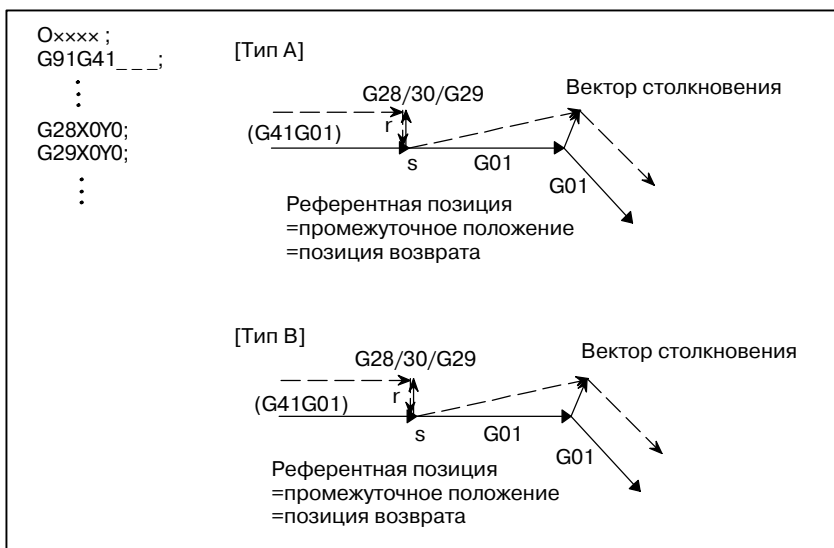 O×××× ;
G91G41_ _ _;
G28X0Y0;
G29X0Y0;
[Тип A]
G28/30/G29
Вектор столкновения
(G41G01)
r
s
G01
G01
Референтная позиция
=промежуточное положение
=позиция возврата
[Тип B]
G28/30/G29
Вектор столкновения
(G41G01)
r
s
G01
G01
Референтная позиция
=промежуточное положение
=позиция возврата